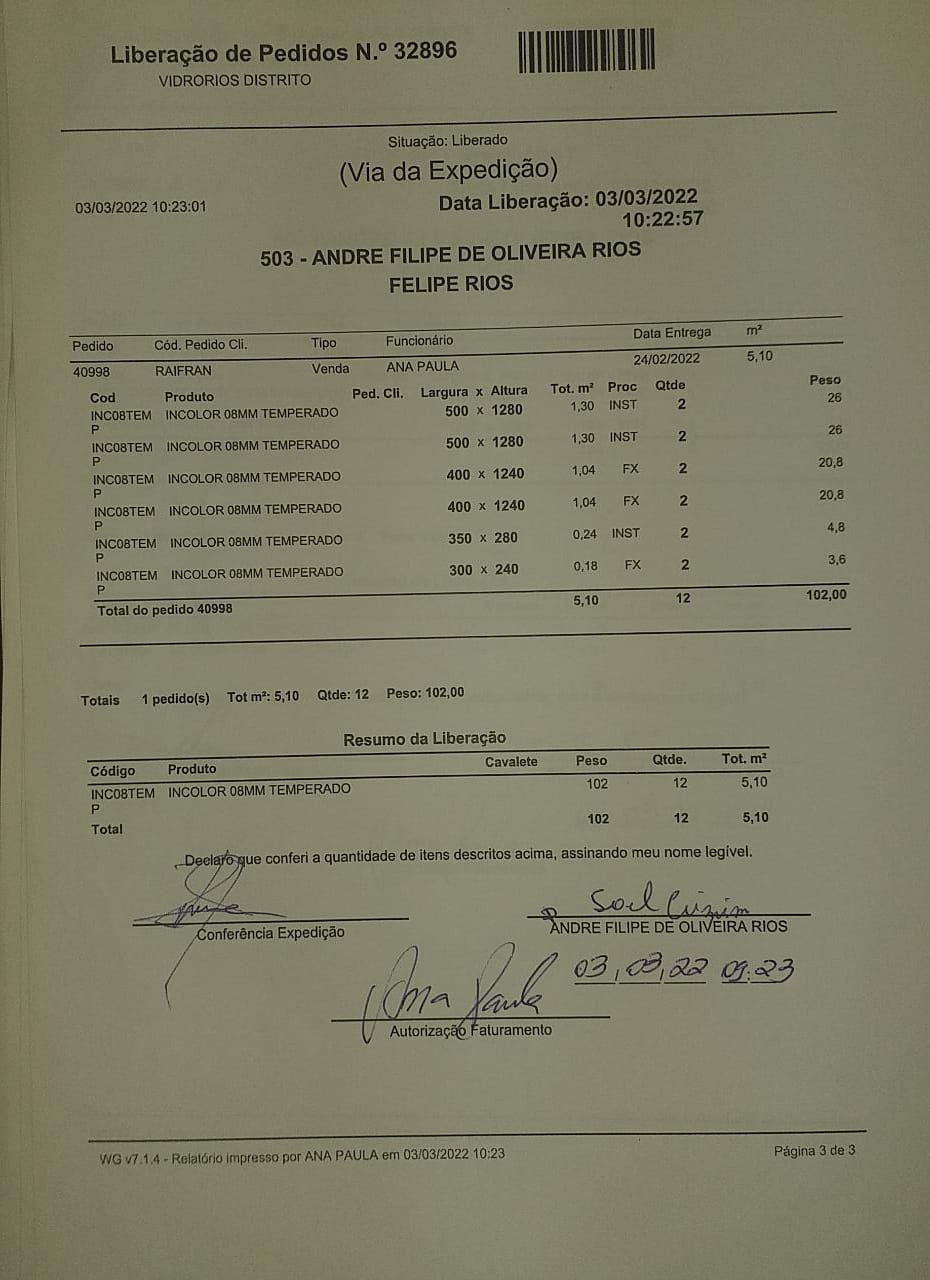 Liberação de Pedidos N.º 32896
VIDRORIOS DISTRITO
Situação: Liberado
(Via da Expedição)
03/03/2022 10:23:01
Data Liberação: 03/03/2022
10:22:57
503 - ANDRE FILIPE DE OLIVEIRA RIOS
FELIPE RIOS
Pedido Cód. Pedido Cli. Tipo Funcionário Data Entrega m²
40998 RAIFRAN Venda ANA PAULA 24/02/2022 5,10
Cod Produto Ped. Cli. Largura x Altura Tot. m² Proc Qtde Peso
INC08TEM INCOLOR 08MM TEMPERADO 500 x 1280 1,30 INST 2 26
P
INC08TEM INCOLOR 08MM TEMPERADO 500 x 1280 1,30 INST 2 26
P
INC08TEM INCOLOR 08MM TEMPERADO 400 x 1240 1,04 FX 2 20,8
P
INC08TEM INCOLOR 08MM TEMPERADO 400 x 1240 1,04 FX 2 20,8
P
INC08TEM INCOLOR 08MM TEMPERADO 350 x 280 0,24 INST 2 4,8
P
INC08TEM INCOLOR 08MM TEMPERADO 300 x 240 0,18 FX 2 3,6
P
Total do pedido 40998 5,10 12 102,00
Totais 1 pedido(s) Tot m²: 5,10 Qtde: 12 Peso: 102,00
Resumo da Liberação
Código Produto Cavalete Peso Qtde. Tot. m²
INC08TEM INCOLOR 08MM TEMPERADO 102 12 5,10
P
Total 102 12 5,10
Declaro que conferi a quantidade de itens descritos acima, assinando meu nome legível.
Conferência Expedição
ANDRE FILIPE DE OLIVEIRA RIOS
03,03,22 09:23
Ana Paula
Autorização Faturamento
WG v7.1.4 - Relatório impresso por ANA PAULA em 03/03/2022 10:23
Página 3 de 3